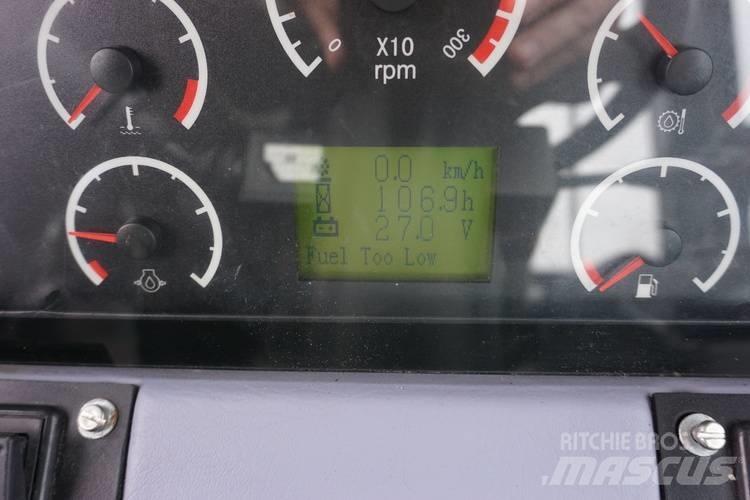 0
X10
rpm
300
0.0 km/h
106.9h
27.0 V
Fuel Too Low
RITCHIE BROS
MASCUS